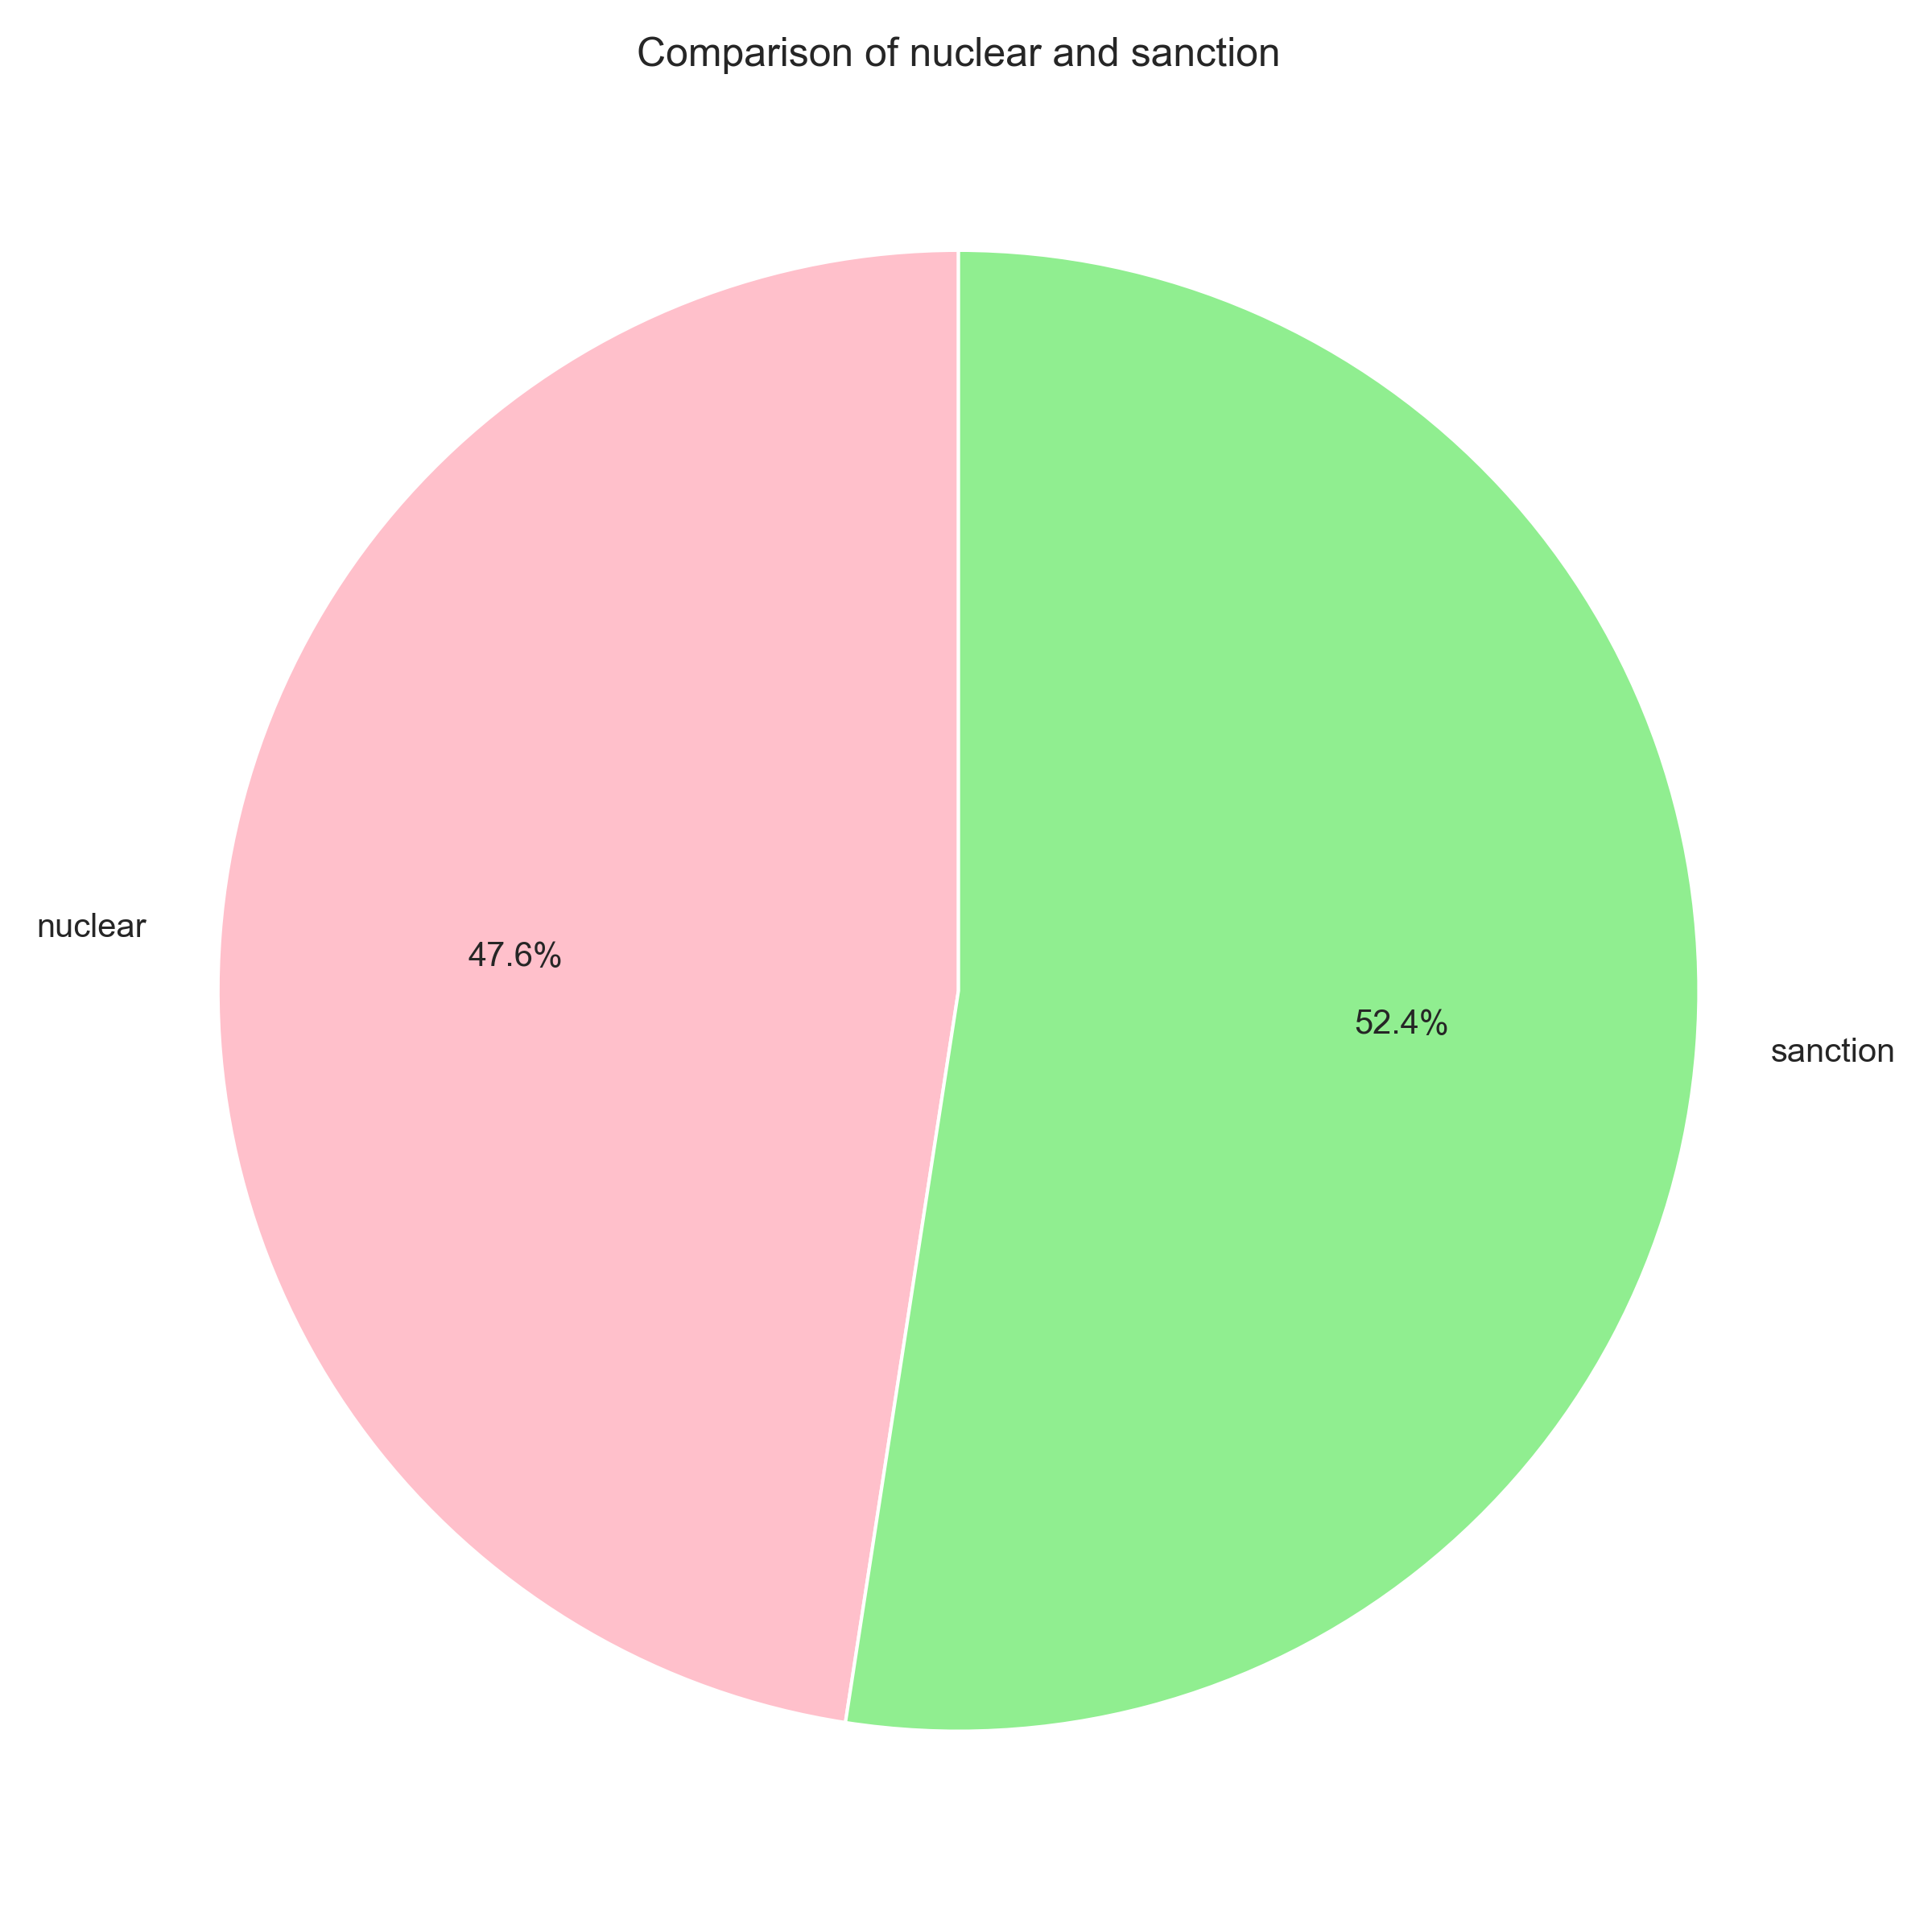 Comparison of nuclear and sanction
nuclear
47.6%
52.4%
sanction